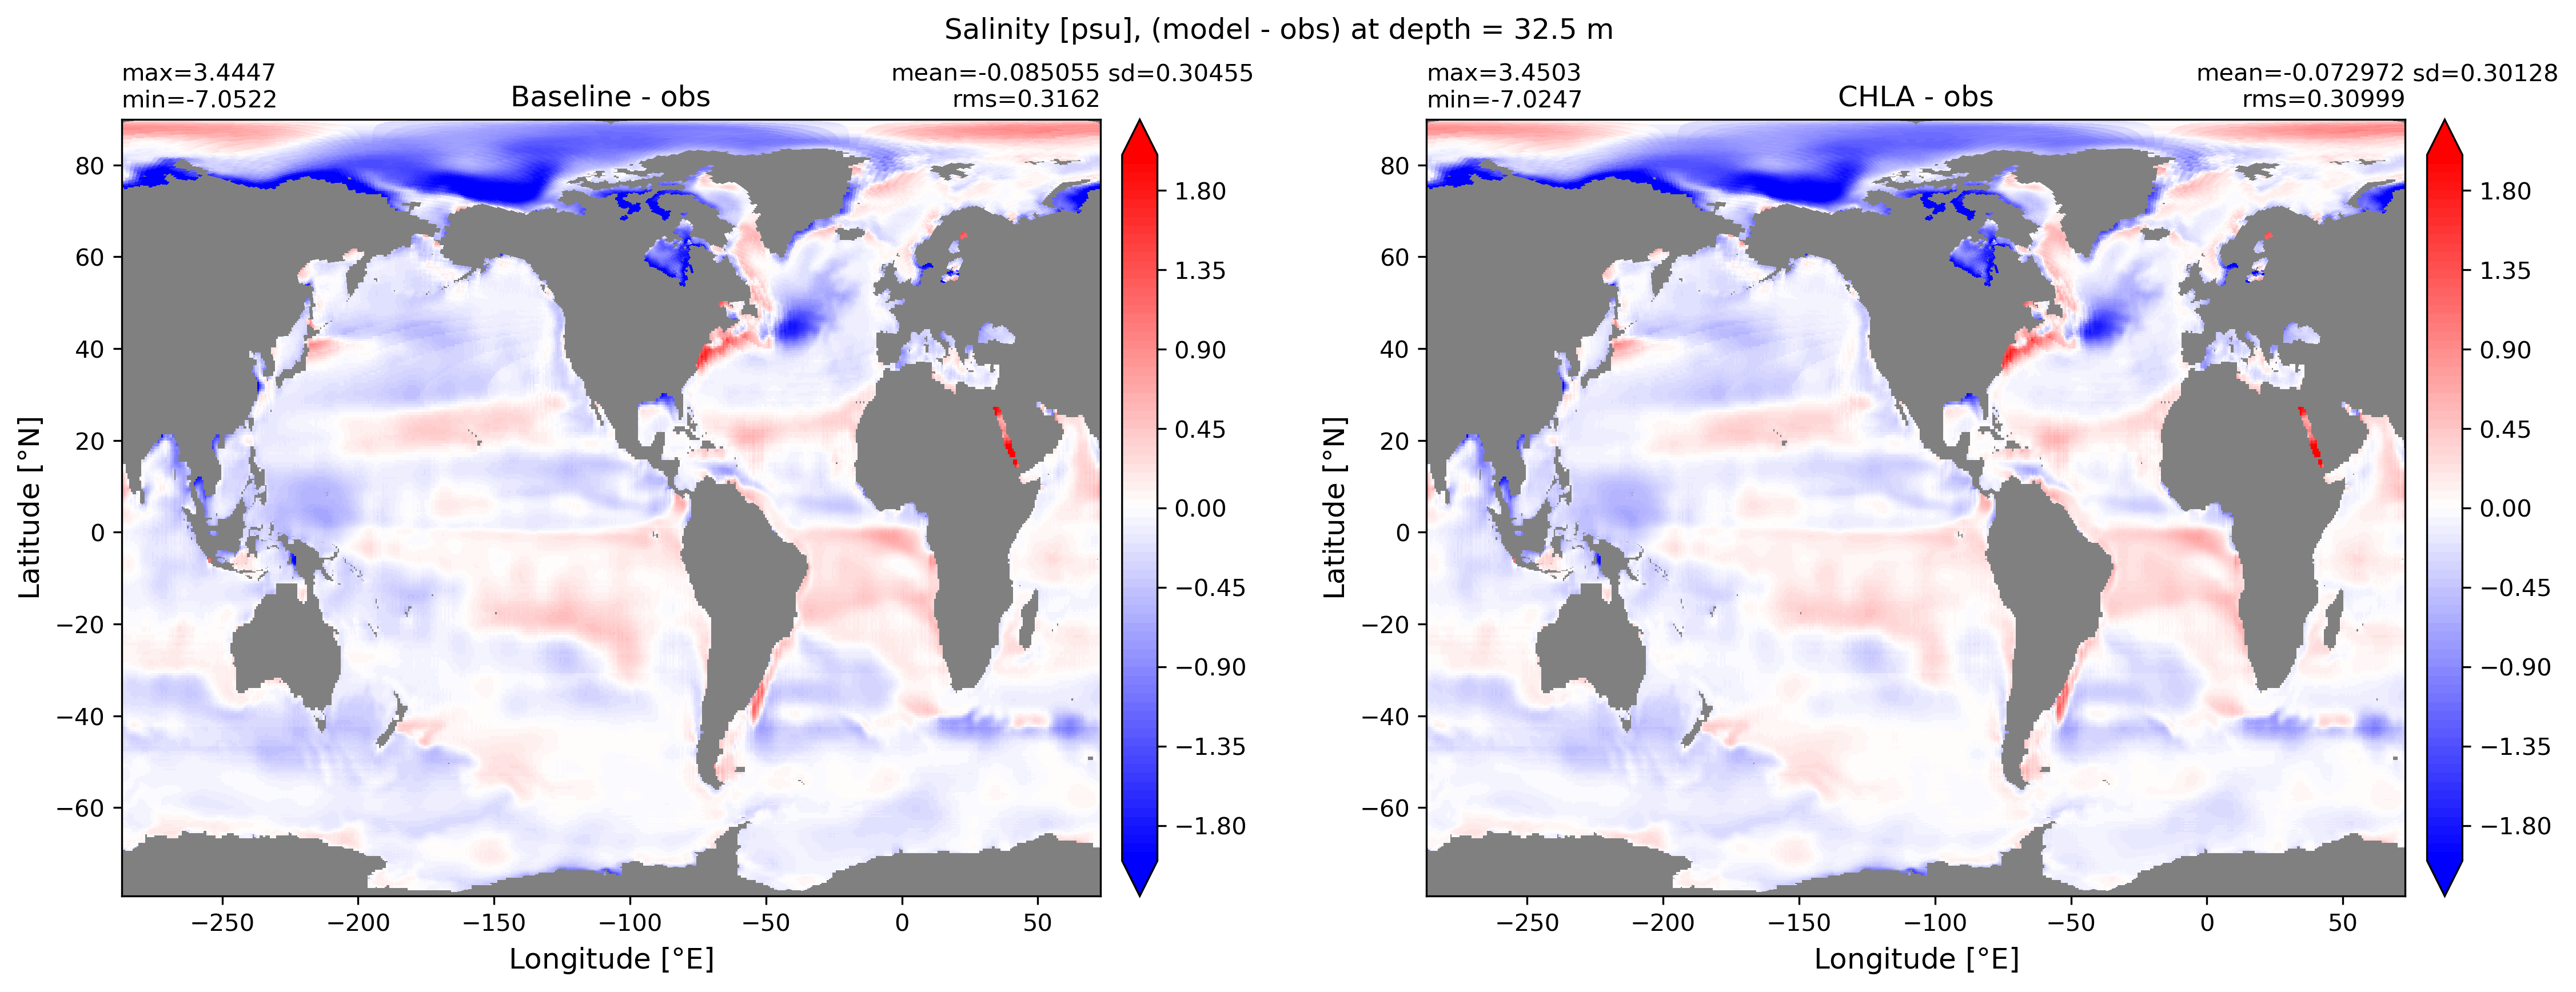 Salinity [psu], (model - obs) at depth = 32.5 m
max=3.4447
min=-7.0522
Baseline - obs
mean=-0.085055 sd=0.30455
rms=0.3162
80
60
40
20
0
−20
−40
−60
Latitude [°N]
−250 −200 −150 −100 −50 0 50
Longitude [°E]
1.80
1.35
0.90
0.45
0.00
−0.45
−0.90
−1.35
−1.80
max=3.4503
min=-7.0247
CHLA - obs
mean=-0.072972 sd=0.30128
rms=0.30999
80
60
40
20
0
−20
−40
−60
Latitude [°N]
−250 −200 −150 −100 −50 0 50
Longitude [°E]
1.80
1.35
0.90
0.45
0.00
−0.45
−0.90
−1.35
−1.80